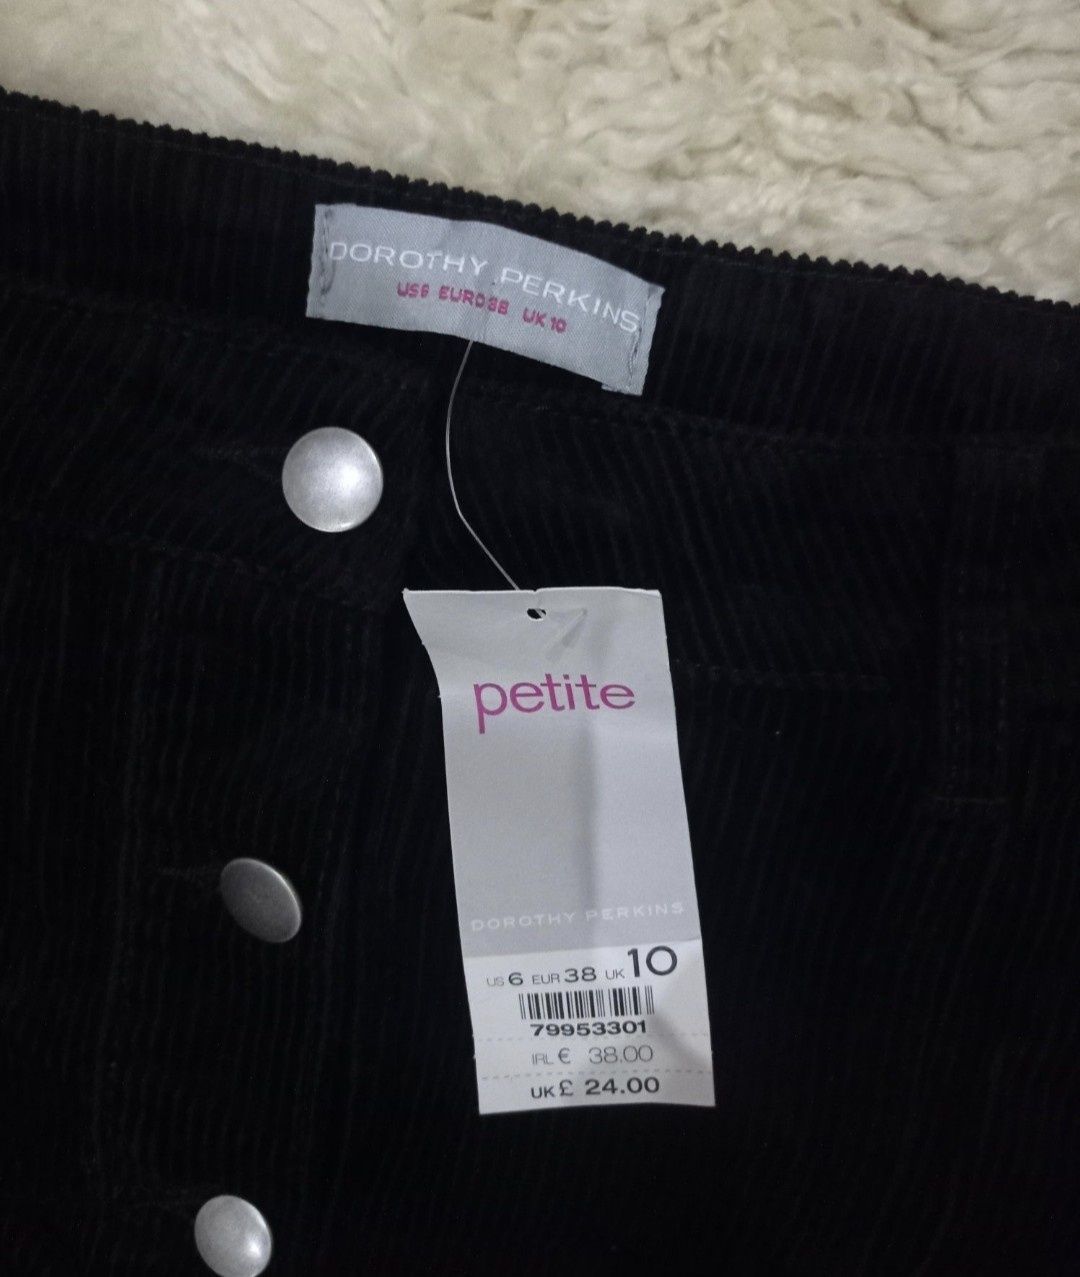 DOROTHY PERKINS
US6 EURO38 UK10
petite
DOROTHY PERKINS
US 6 EUR 38 UK 10
79953301
IRL € 38.00
UK £ 24.00